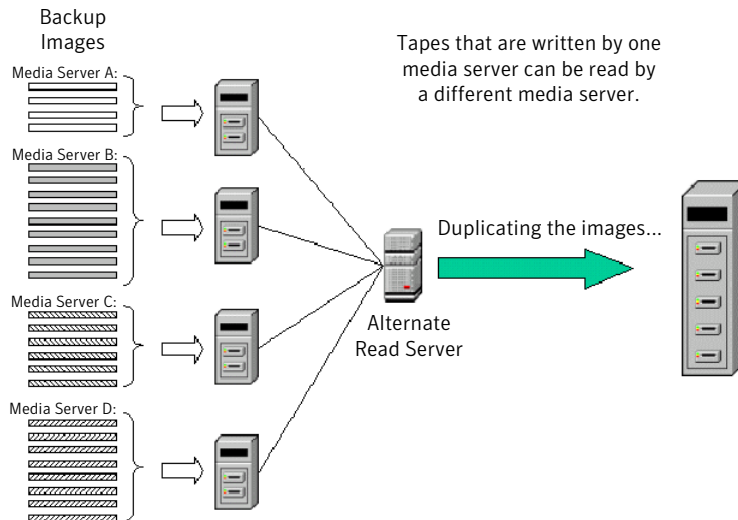 Backup
Images
Media Server A:
Media Server B:
Media Server C:
Media Server D:
Tapes that are written by one
media server can be read by
a different media server.
Alternate
Read Server
Duplicating the images...